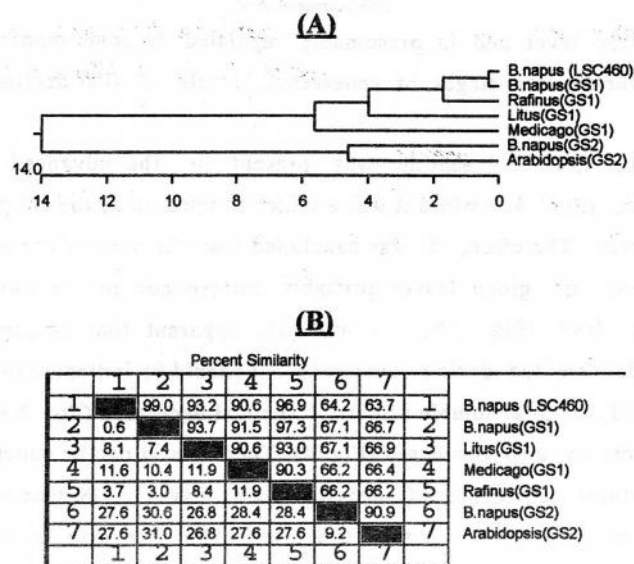 (A)
B.napus (LSC460)
B.napus(GS1)
Rafinus(GS1)
Litus(GS1)
Medicago(GS1)
B.napus(GS2)
Arabidopsis(GS2)
14.0
14 12 10 8 6 4 2 0
(B)
Percent Similarity
1 2 3 4 5 6 7
1 99.0 93.2 90.6 96.9 64.2 63.7 1 B.napus (LSC460)
2 0.6 93.7 91.5 97.3 67.1 66.7 2 B.napus(GS1)
3 8.1 7.4 90.6 93.0 67.1 66.9 3 Litus(GS1)
4 11.6 10.4 11.9 90.3 66.2 66.4 4 Medicago(GS1)
5 3.7 3.0 8.4 11.9 66.2 66.2 5 Rafinus(GS1)
6 27.6 30.6 26.8 28.4 28.4 90.9 6 B.napus(GS2)
7 27.6 31.0 26.8 27.6 27.6 9.2 7 Arabidopsis(GS2)
1 2 3 4 5 6 7